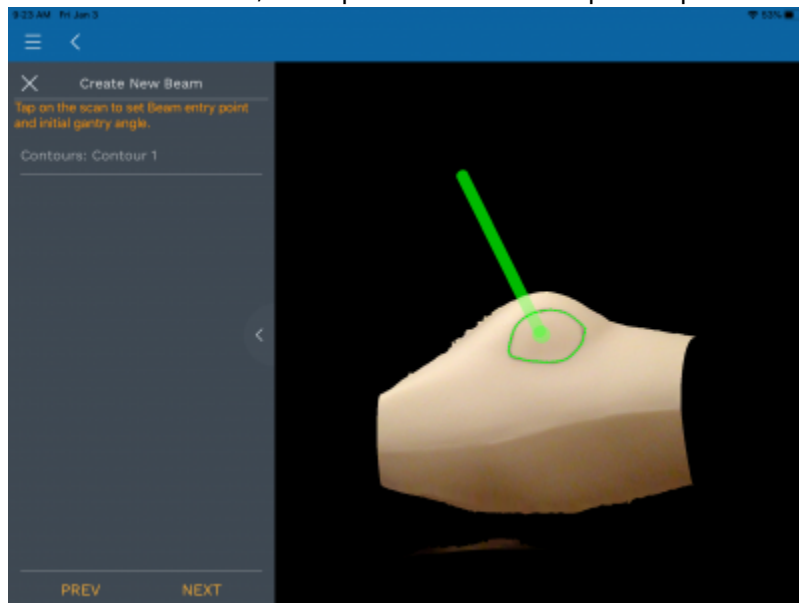 9:23 AM Fri Jan 3
53%
Create New Beam
Tap on the scan to set Beam entry point
and initial gantry angle.
Contours: Contour 1
PREV NEXT